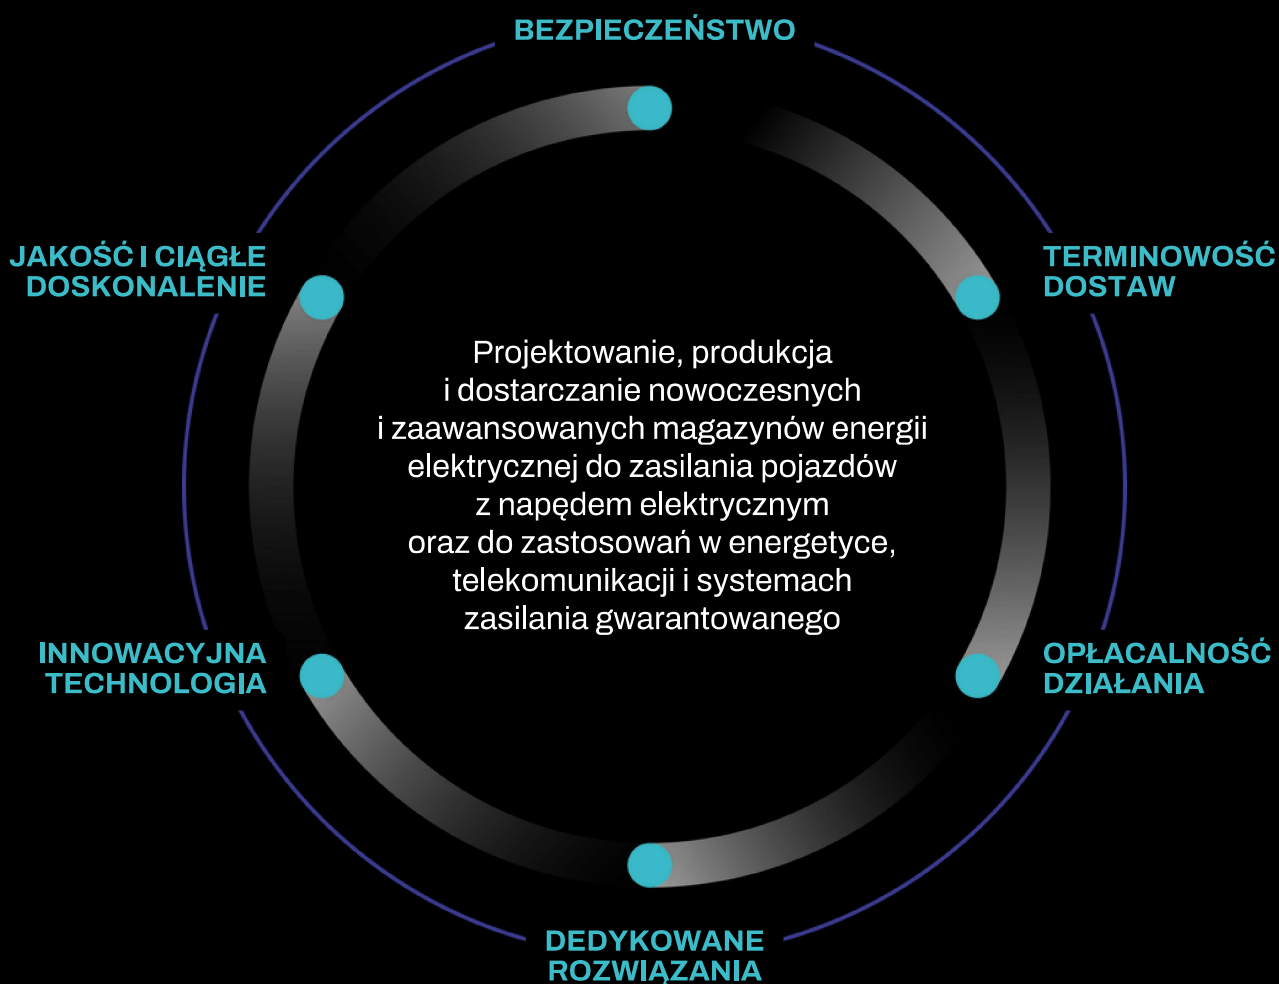 BEZPIECZEŃSTWO
JAKOŚĆ I CIĄGŁE
DOSKONALENIE
TERMINOWOŚĆ
DOSTAW
Projektowanie, produkcja
i dostarczanie nowoczesnych
i zaawansowanych magazynów energii
elektrycznej do zasilania pojazdów
z napędem elektrycznym
oraz do zastosowań w energetyce,
telekomunikacji i systemach
zasilania gwarantowanego
INNOWACYJNA
TECHNOLOGIA
OPŁACALNOŚĆ
DZIAŁANIA
DEDYKOWANE
ROZWIĄZANIA